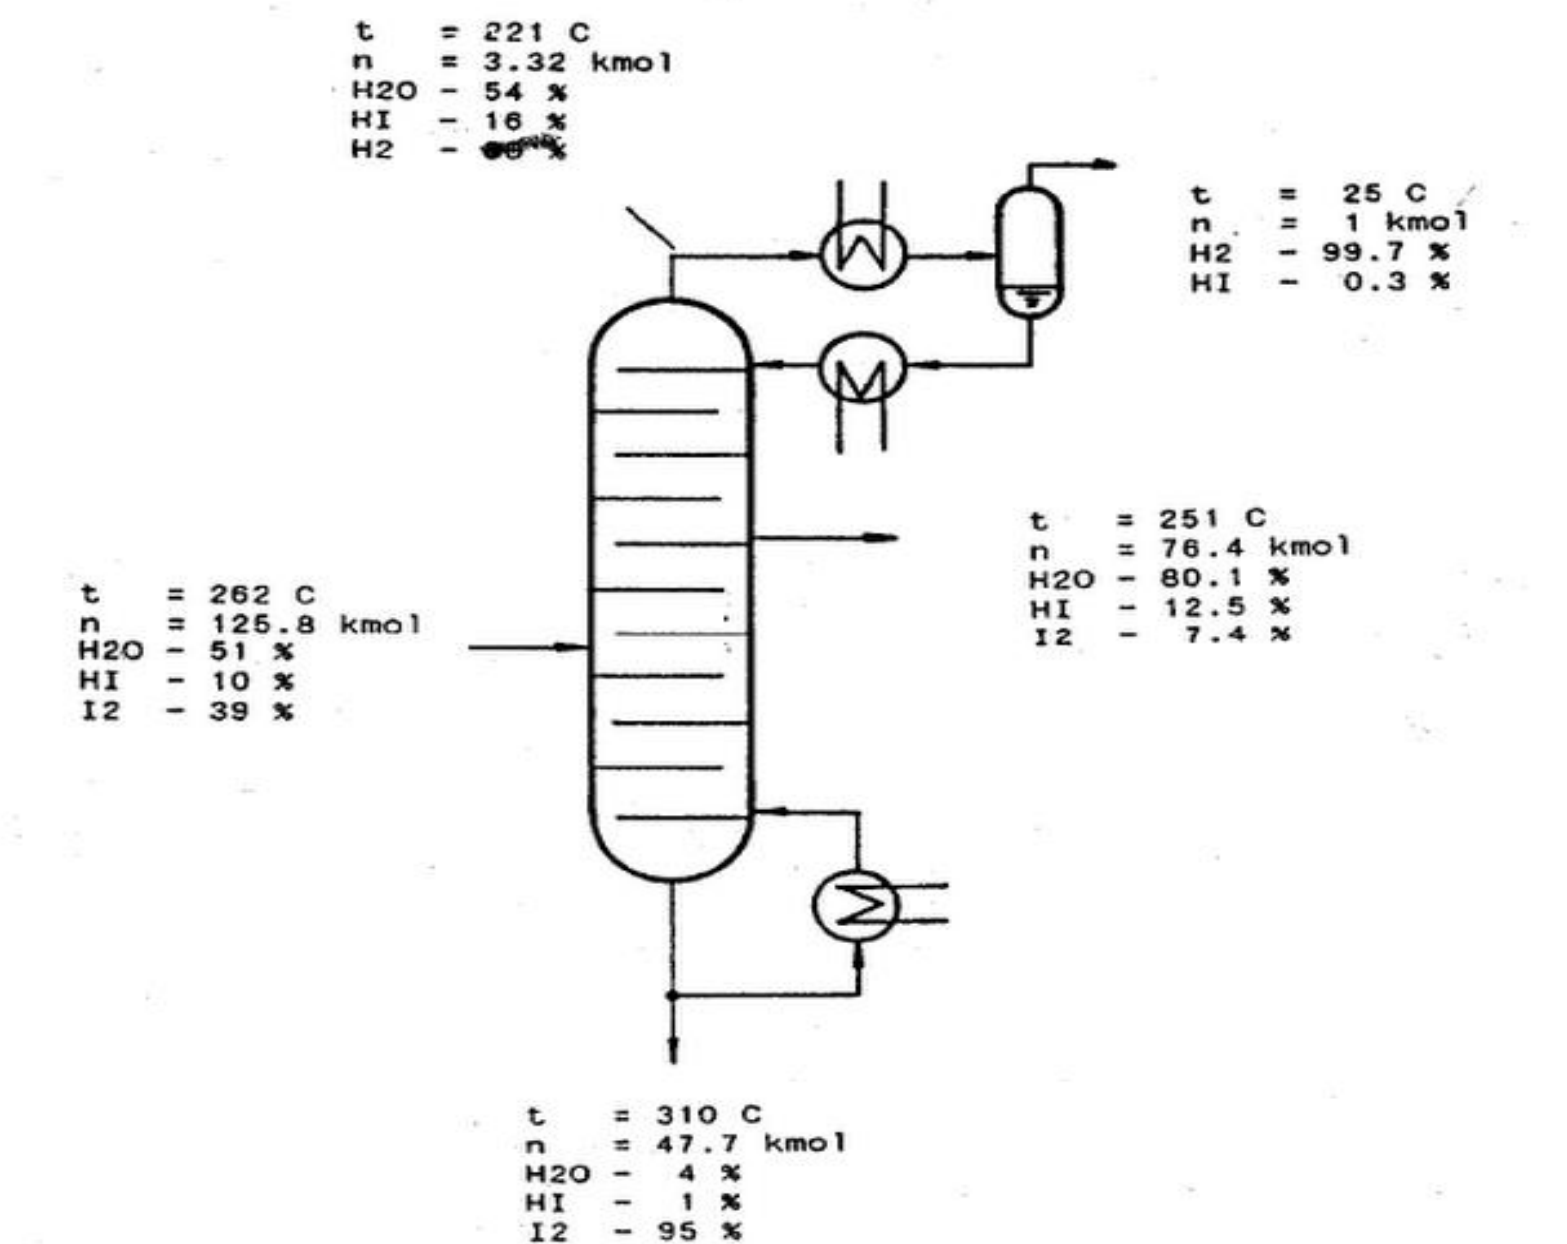 t = 221 C
n = 3.32 kmol
H2O - 54 %
HI - 16 %
H2 - %
t = 25 C
n = 1 kmol
H2 - 99.7 %
HI - 0.3 %
t = 251 C
n = 76.4 kmol
H2O - 80.1 %
HI - 12.5 %
I2 - 7.4 %
t = 262 C
n = 125.8 kmol
H2O - 51 %
HI - 10 %
I2 - 39 %
t = 310 C
n = 47.7 kmol
H2O - 4 %
HI - 1 %
I2 - 95 %